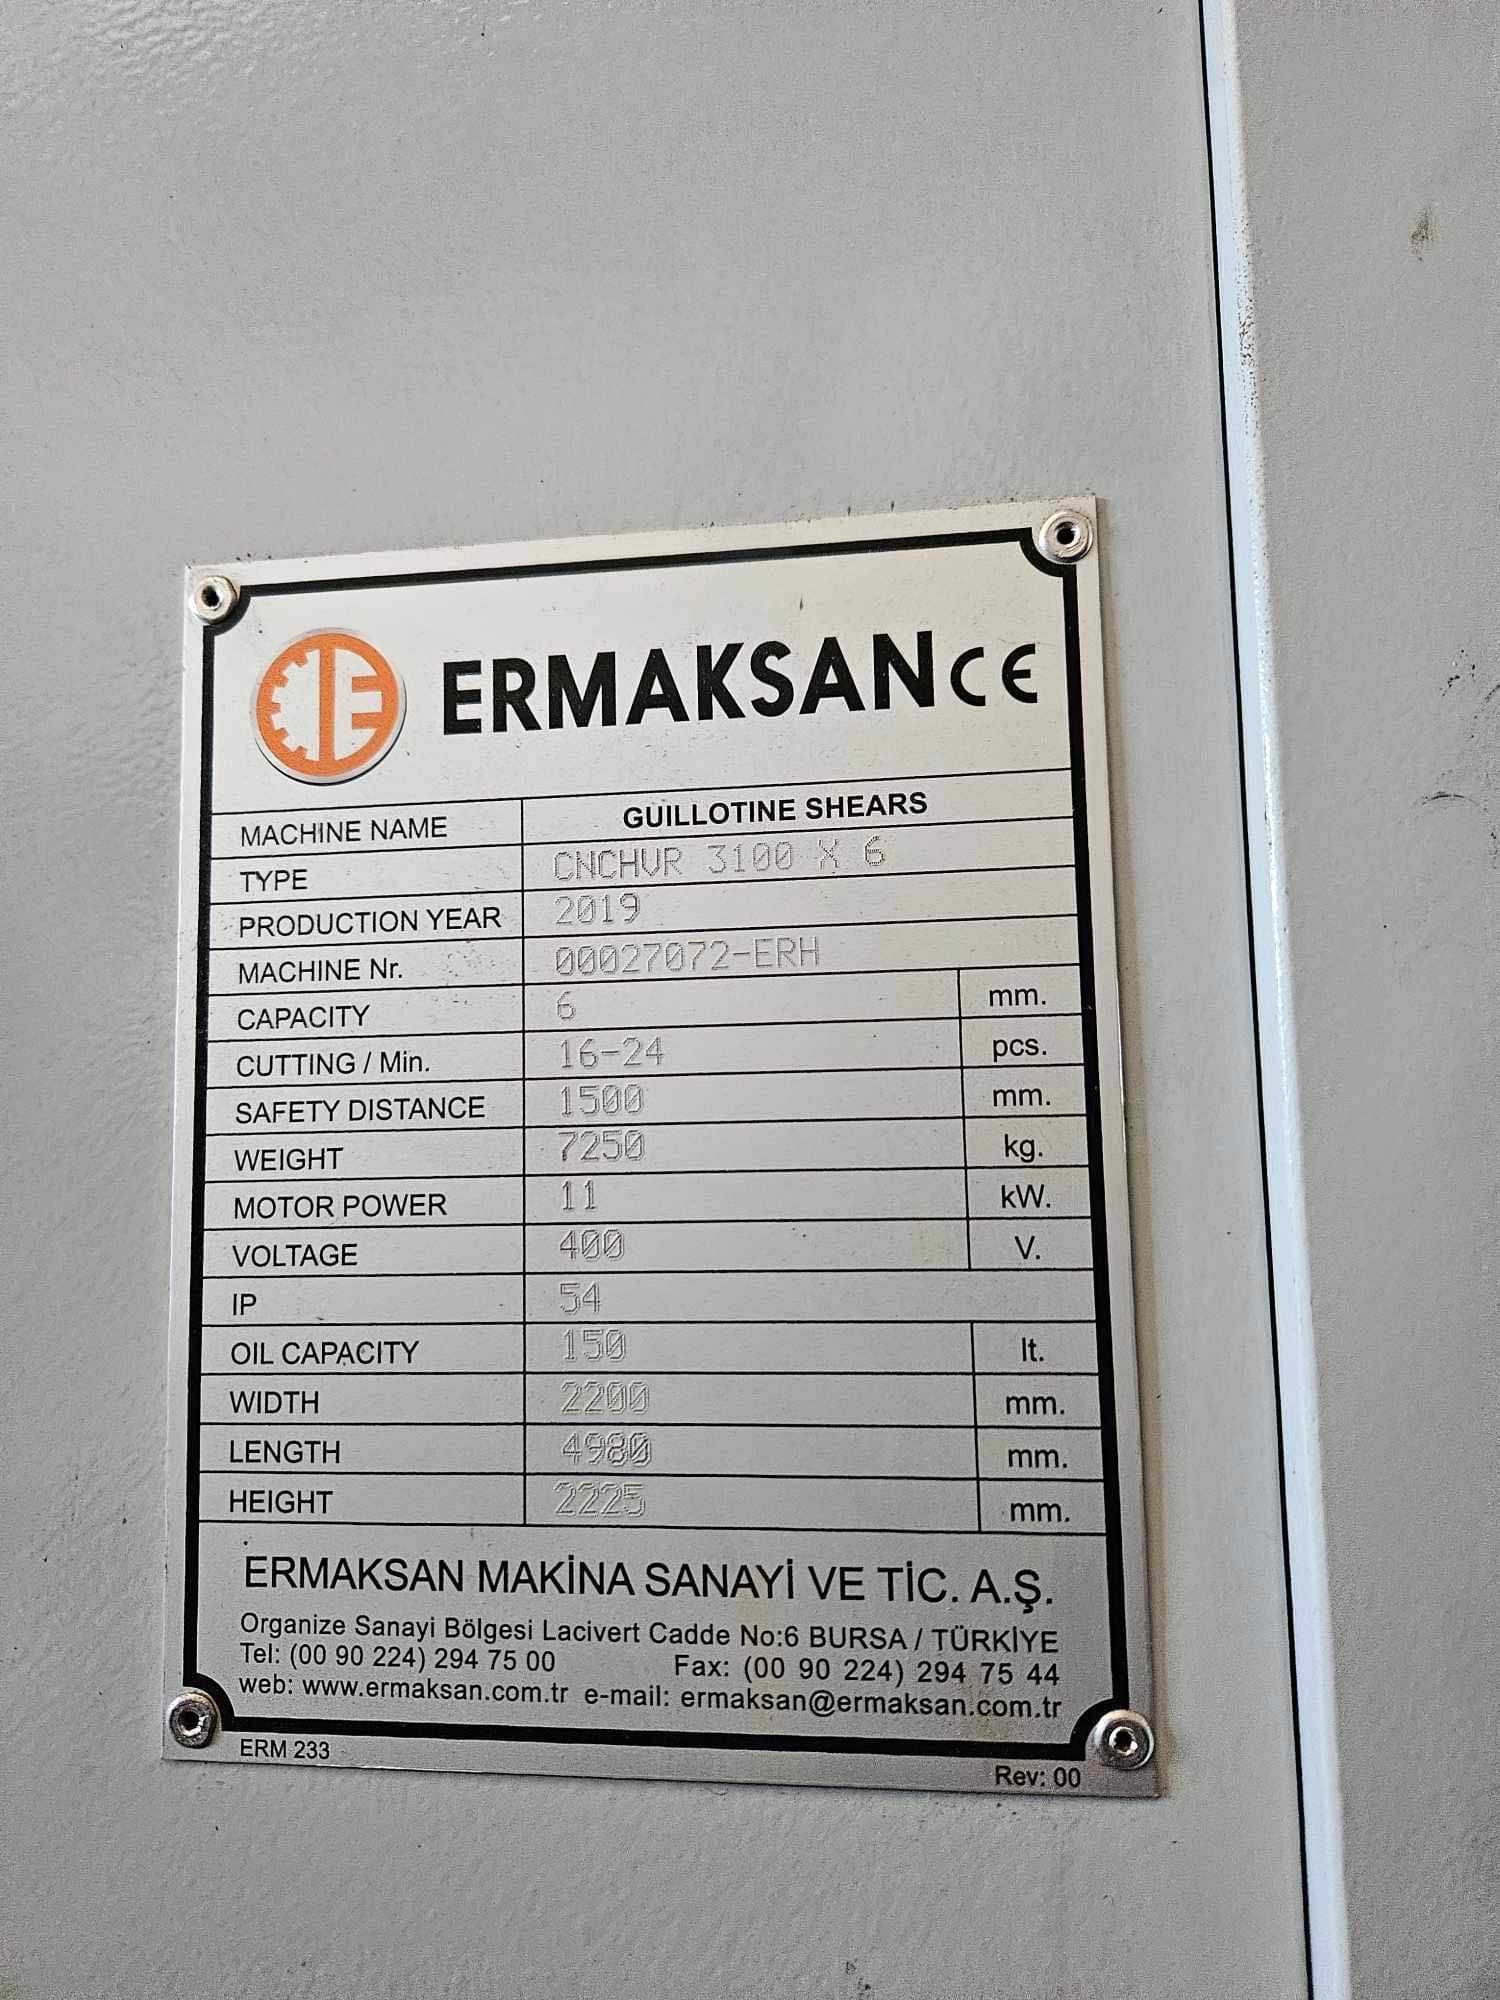 ERMAKSAN CE
MACHINE NAME GUILLOTINE SHEARS
TYPE CNCHVR 3100 X 6
PRODUCTION YEAR 2019
MACHINE Nr. 00027072-ERH
CAPACITY 6 mm.
CUTTING / Min. 16-24 pcs.
SAFETY DISTANCE 1500 mm.
WEIGHT 7250 kg.
MOTOR POWER 11 kW.
VOLTAGE 400 V.
IP 54
OIL CAPACITY 150 lt.
WIDTH 2200 mm.
LENGTH 4980 mm.
HEIGHT 2225 mm.
ERMAKSAN MAKİNA SANAYİ VE TİC. A.Ş.
Organize Sanayi Bölgesi Lacivert Cadde No:6 BURSA / TÜRKİYE
Tel: (00 90 224) 294 75 00 Fax: (00 90 224) 294 75 44
web: www.ermaksan.com.tr e-mail: ermaksan@ermaksan.com.tr
ERM 233 Rev: 00